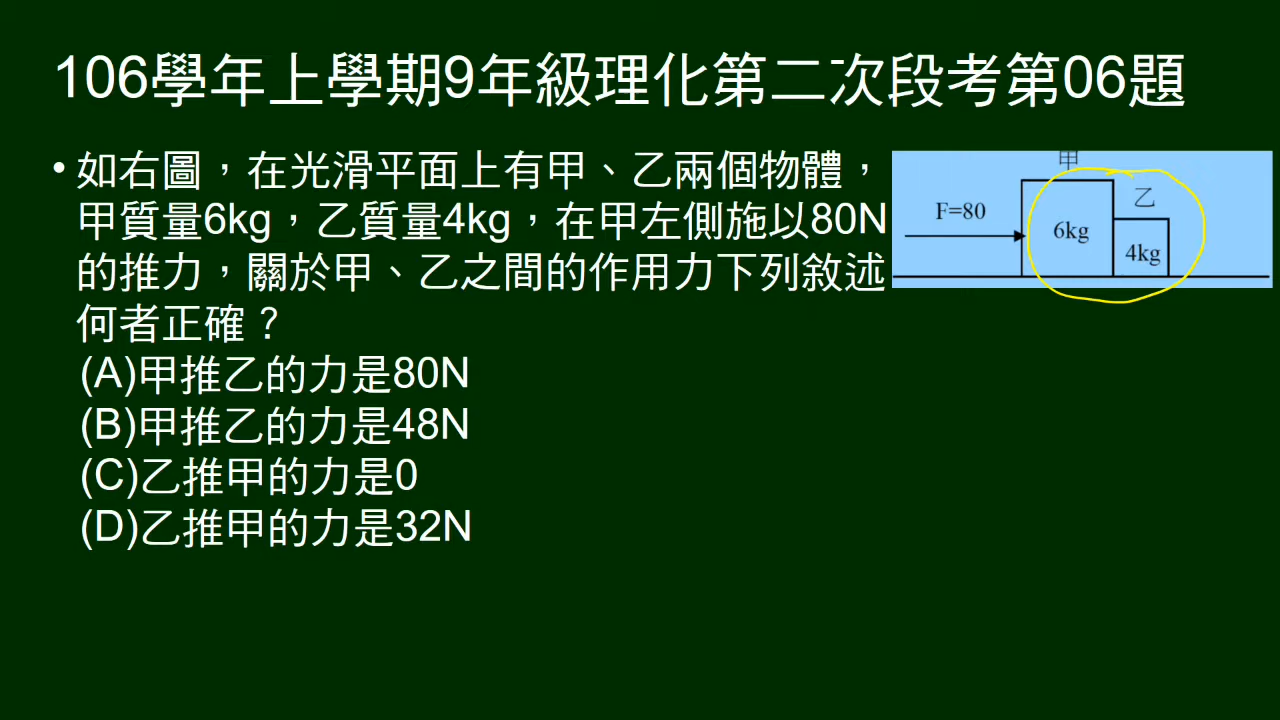 106學年上學期9年級理化第二次段考第06題
•如右圖，在光滑平面上有甲、乙兩個物體，
甲質量6kg，乙質量4kg，在甲左側施以80N
的推力，關於甲、乙之間的作用力下列敘述
何者正確？
(A)甲推乙的力是80N
(B)甲推乙的力是48N
(C)乙推甲的力是0
(D)乙推甲的力是32N
甲
乙
F=80
6kg
4kg